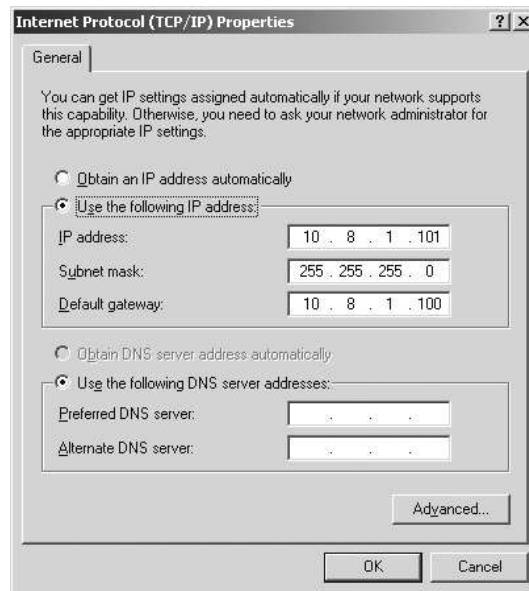 Internet Protocol (TCP/IP) Properties ? X
General
You can get IP settings assigned automatically if your network supports
this capability. Otherwise, you need to ask your network administrator for
the appropriate IP settings.
Obtain an IP address automatically
Use the following IP address:
IP address: 10 . 8 . 1 . 101
Subnet mask: 255 . 255 . 255 . 0
Default gateway: 10 . 8 . 1 . 100
Obtain DNS server address automatically
Use the following DNS server addresses:
Preferred DNS server: . . .
Alternate DNS server: . . .
Advanced...
OK Cancel